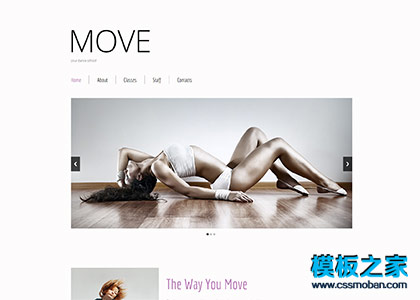 MOVE
your dance school
Home About Classes Staff Contacts
The Way You Move
模板之家
www.cssmoban.com